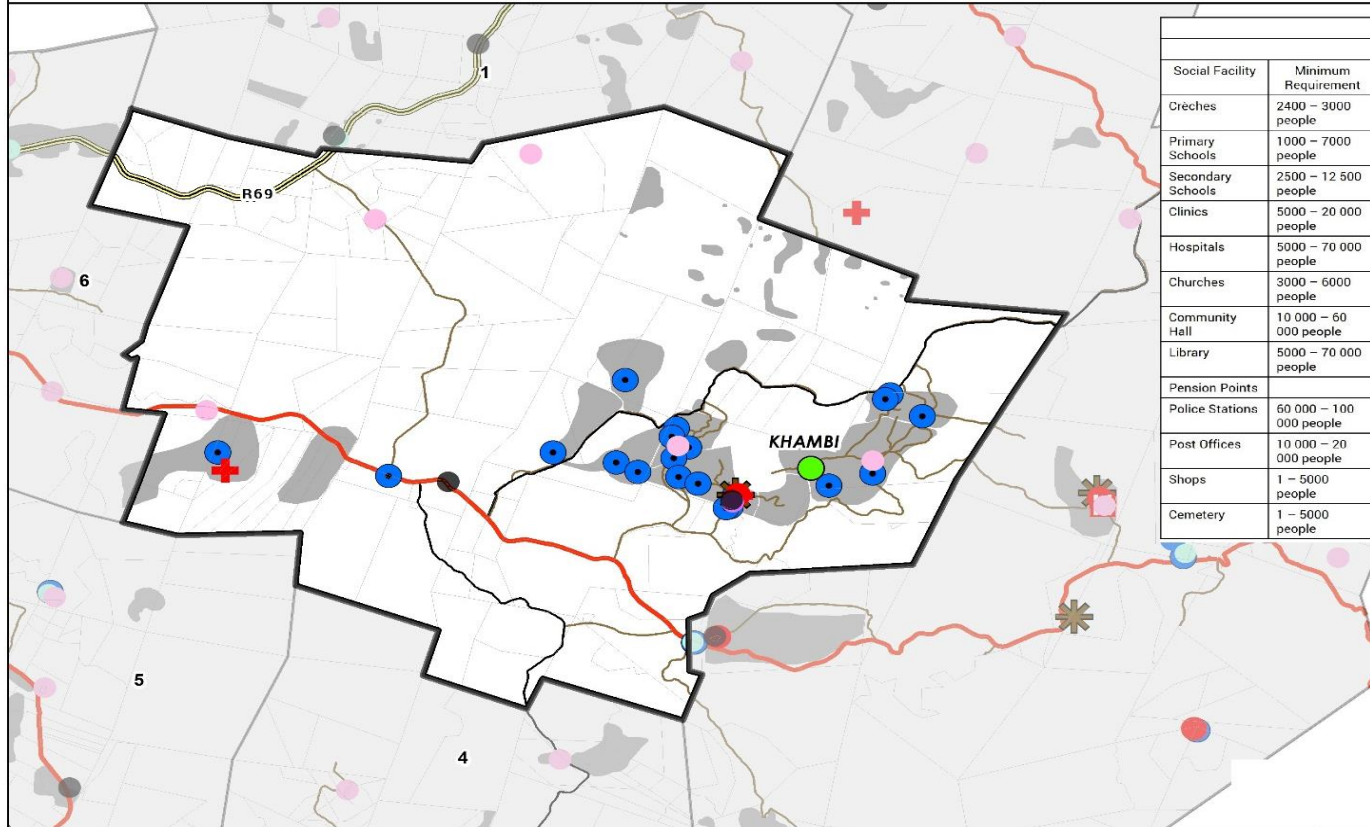 1
R69
6
KHAMBI
5
4
Social Facility
Minimum
Requirement
Crèches
2400 – 3000
people
Primary
Schools
1000 – 7000
people
Secondary
Schools
2500 – 12 500
people
Clinics
5000 – 20 000
people
Hospitals
5000 – 70 000
people
Churches
3000 – 6000
people
Community
Hall
10 000 – 60
000 people
Library
5000 – 70 000
people
Pension Points
Police Stations
60 000 – 100
000 people
Post Offices
10 000 – 20
000 people
Shops
1 – 5000
people
Cemetery
1 – 5000
people